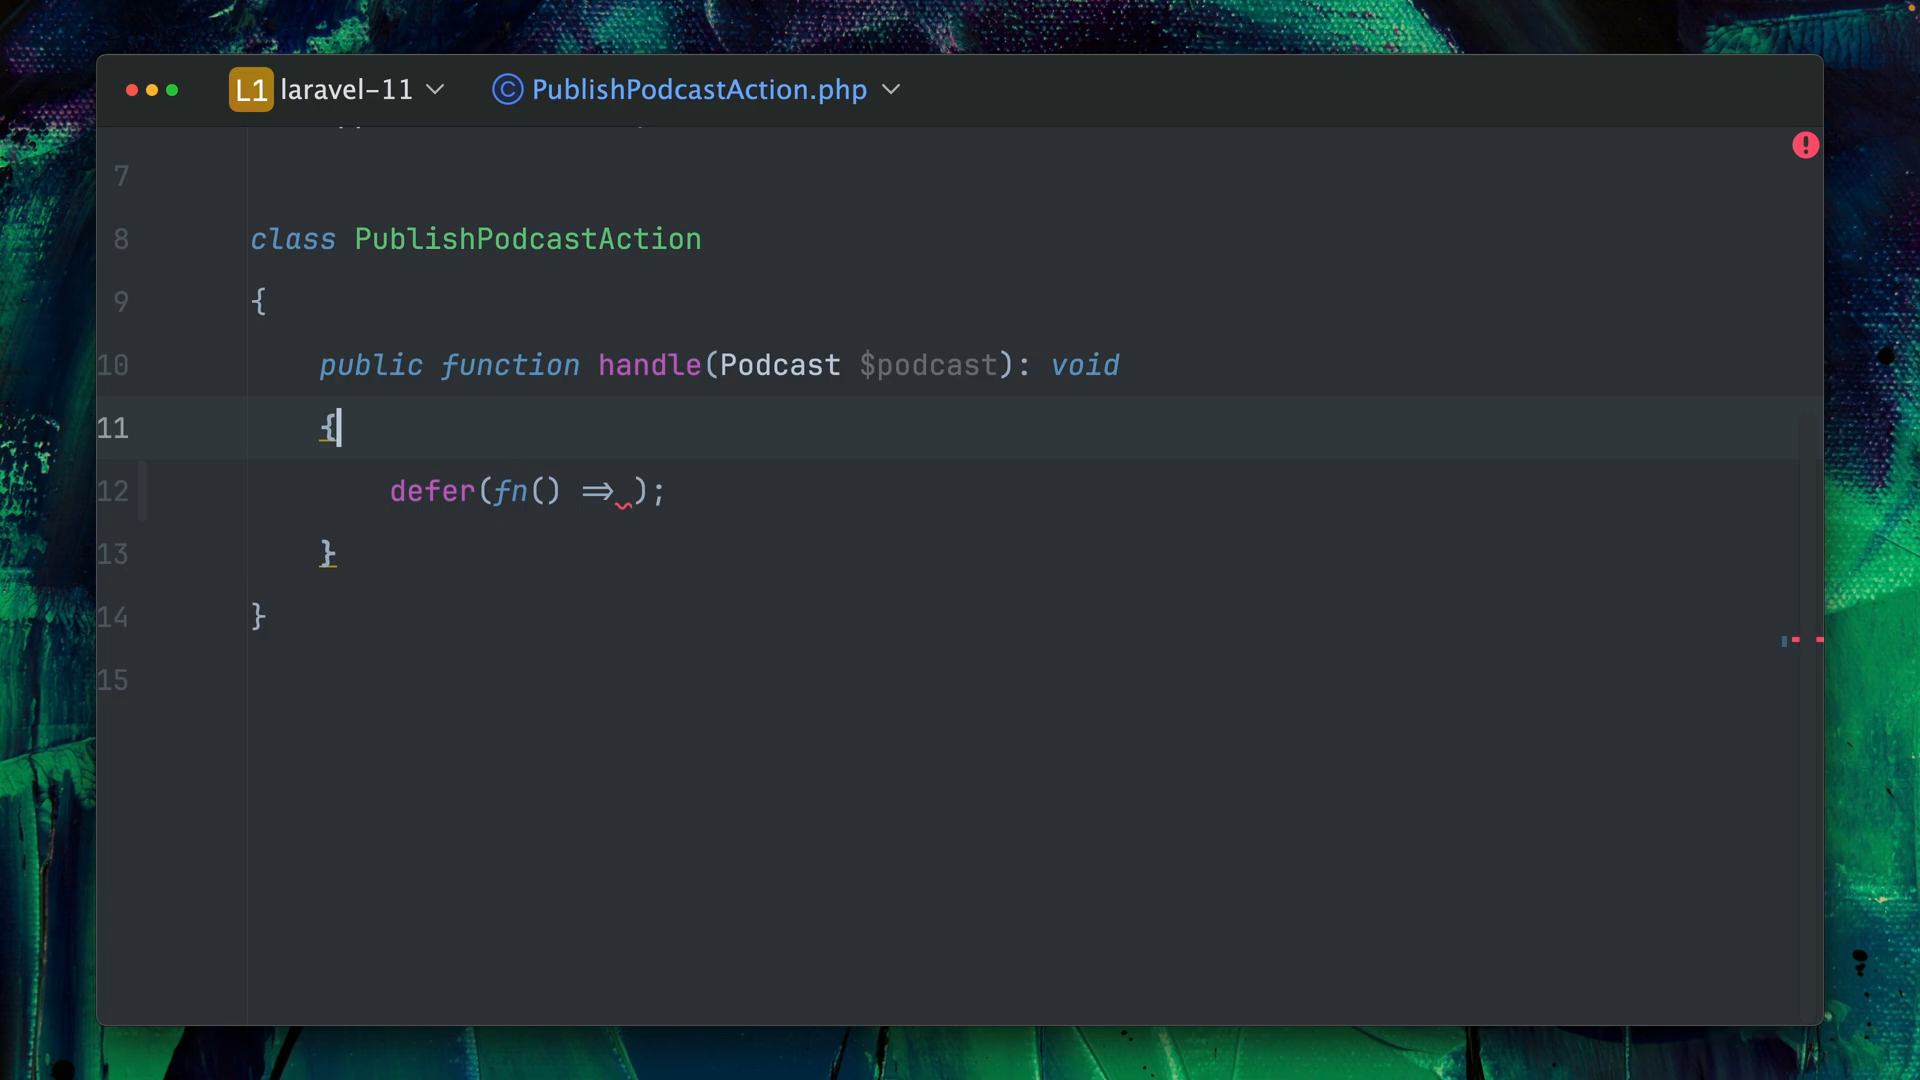 L1 laravel-11 PublishPodcastAction.php
7
8 class PublishPodcastAction
9 {
10 public function handle(Podcast $podcast): void
11 {
12 defer(fn() => );
13 }
14 }
15